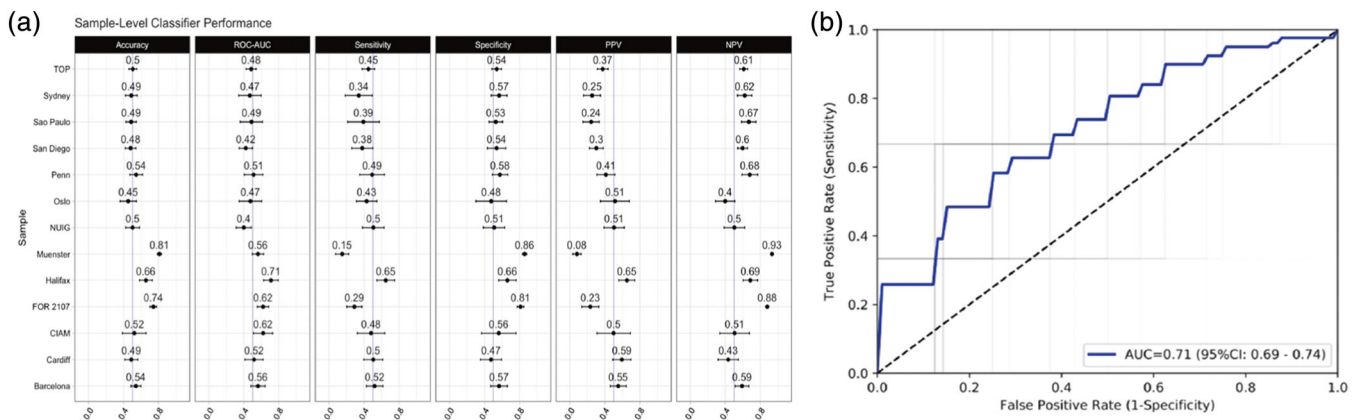 (a)
Sample-Level Classifier Performance
Accuracy ROC-AUC Sensitivity Specificity PPV NPV
TOP 0.5 0.48 0.45 0.54 0.37 0.61
Sydney 0.49 0.47 0.34 0.57 0.25 0.62
Sao Paulo 0.48 0.49 0.39 0.52 0.24 0.67
San Diego 0.48 0.42 0.38 0.54 0.3 0.6
Penn 0.54 0.51 0.49 0.58 0.41 0.68
Oslo 0.45 0.47 0.43 0.48 0.51 0.4
NUIG 0.5 0.4 0.5 0.51 0.51 0.5
Muenster 0.81 0.56 0.15 0.86 0.08 0.93
Halifax 0.66 0.71 0.65 0.66 0.65 0.69
FOR 2107 0.74 0.62 0.29 0.81 0.23 0.88
CIAM 0.52 0.62 0.48 0.56 0.5 0.51
Cardiff 0.49 0.52 0.5 0.47 0.59 0.43
Barcelona 0.54 0.56 0.52 0.57 0.55 0.59
Sample
0.0 0.4 0.8 0.0 0.4 0.8 0.0 0.4 0.8 0.0 0.4 0.8 0.0 0.4 0.8 0.0 0.4 0.8
(b)
True Positive Rate (Sensitivity)
1.0
0.8
0.6
0.4
0.2
0.0
AUC=0.71 (95%CI: 0.69 - 0.74)
0.0 0.2 0.4 0.6 0.8 1.0
False Positive Rate (1-Specificity)